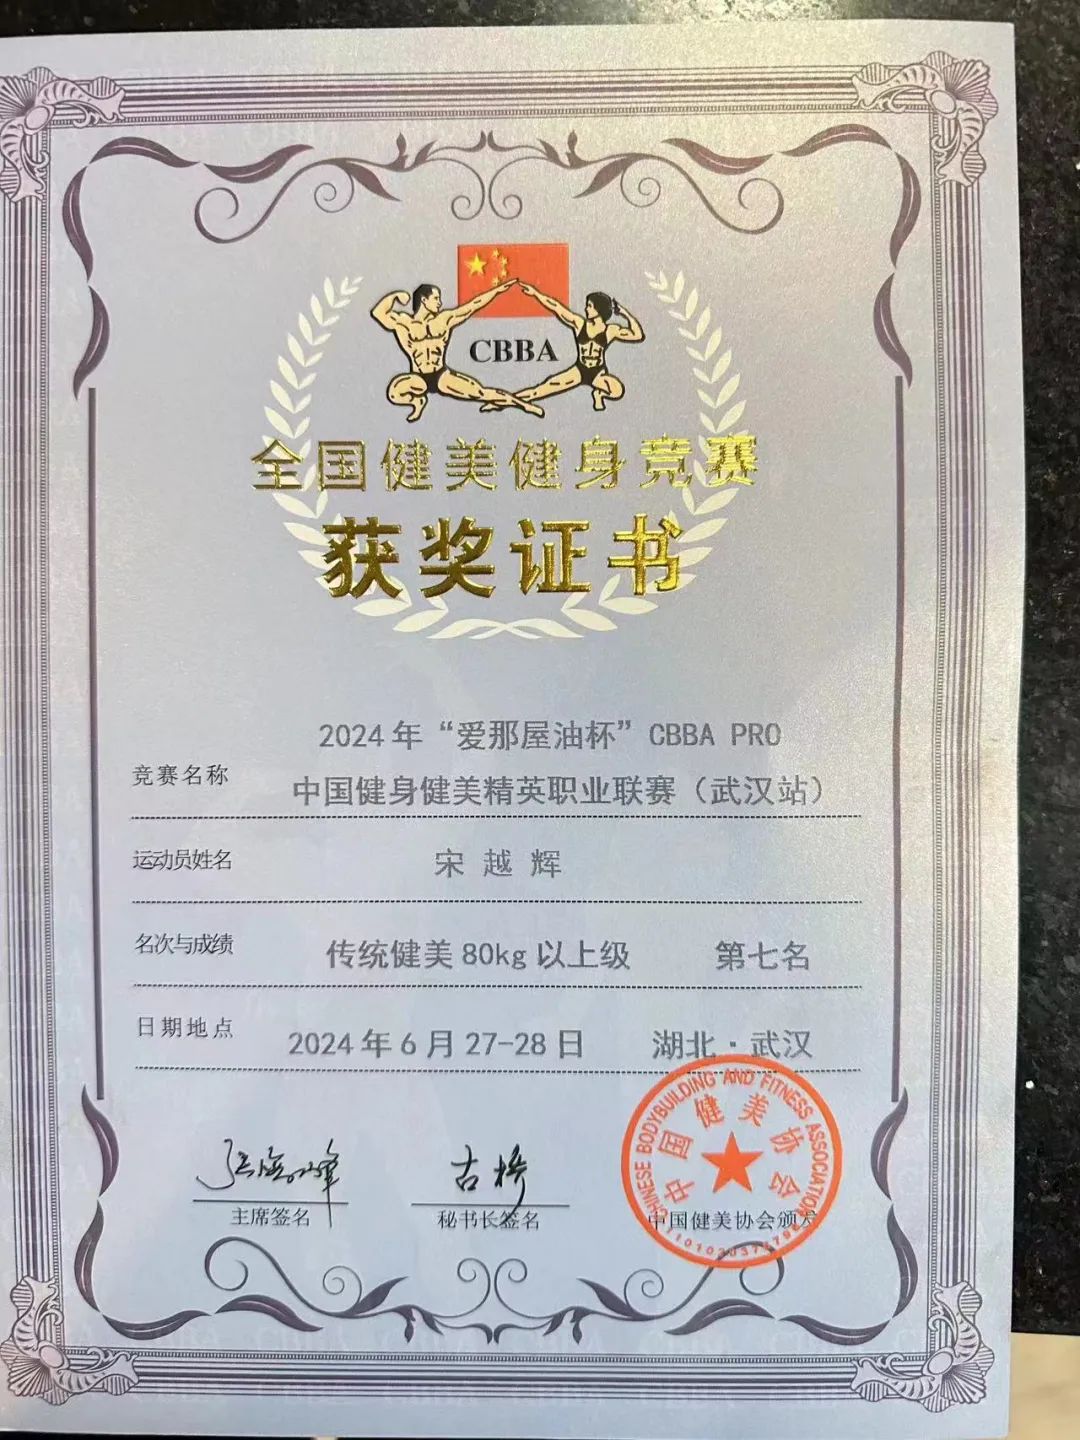 CBBA
全国健美健身竞赛
获奖证书
2024年“爱那屋油杯”CBBA PRO
竞赛名称
中国健身健美精英职业联赛（武汉站）
运动员姓名 宋越辉
名次与成绩 传统健美80kg以上级 第七名
日期地点 2024年6月27-28日 湖北·武汉
主席签名
古桥
秘书长签名
CHINESE BODYBUILDING AND FITNESS ASSOCIATION
中国健美协会
中国健美协会颁发